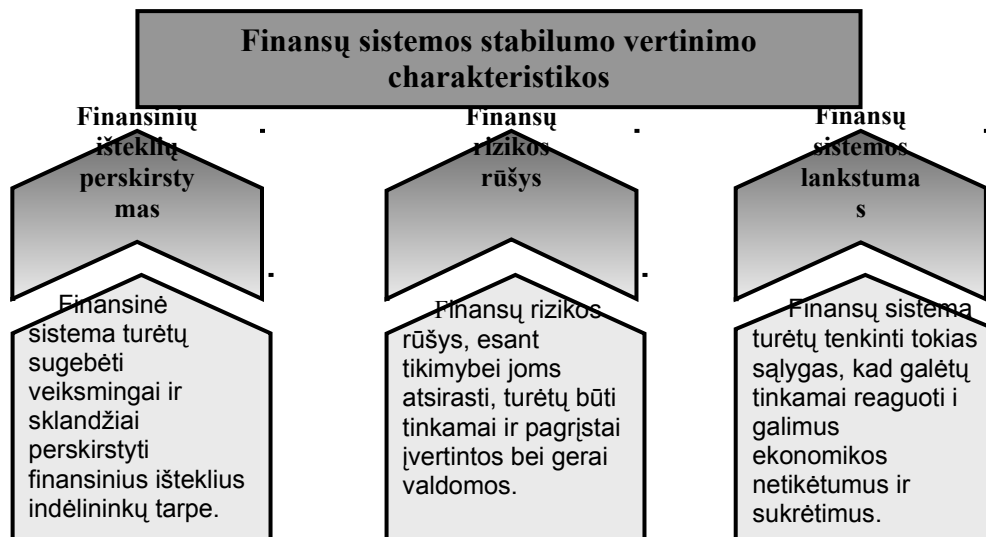 Finansų sistemos stabilumo vertinimo
charakteristikos
Finansinių
išteklių
perskirsty
mas
Finansų
rizikos
rūšys
Finansų
sistemos
lankstuma
s
Finansinė
sistema turėtų
sugebėti
veiksmingai ir
sklandžiai
perskirstyti
finansinius išteklius
indėlininkų tarpe.
Finansų rizikos
rūšys, esant
tikimybei joms
atsirasti, turėtų būti
tinkamai ir pagrįstai
įvertintos bei gerai
valdomos.
Finansų sistema
turėtų tenkinti tokias
sąlygas, kad galėtų
tinkamai reaguoti i
galimus
ekonomikos
netikėtumus ir
sukrėtimus.